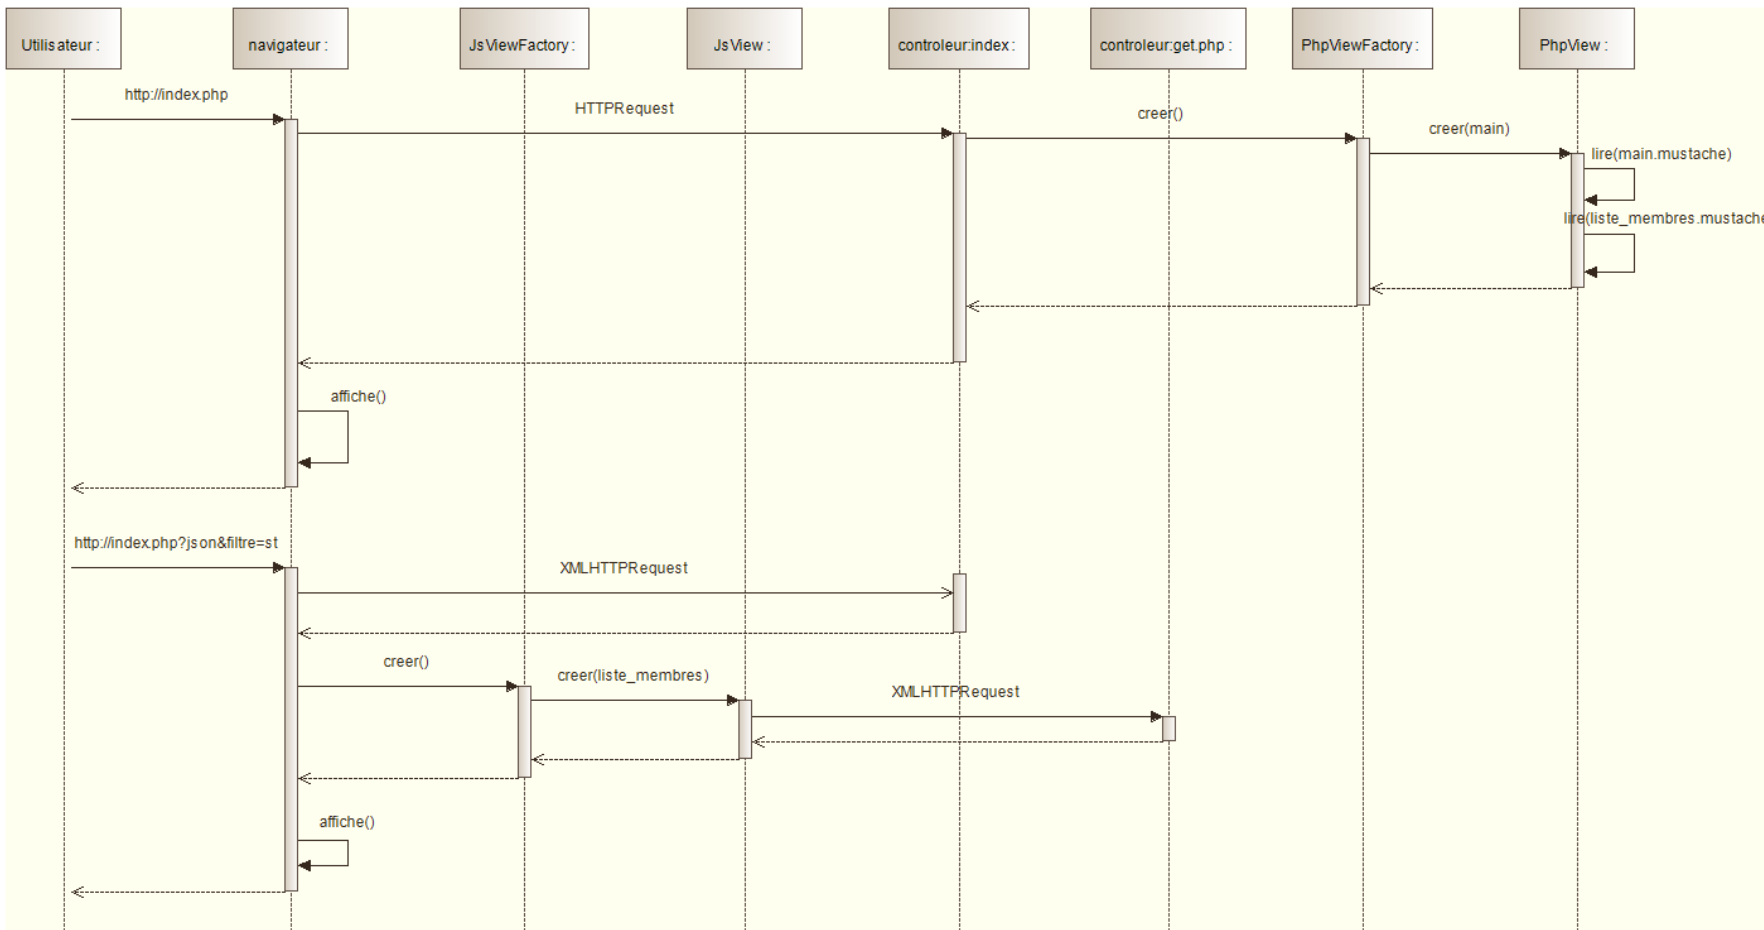 Utilisateur :
navigateur :
JsViewFactory :
JsView :
controleur:index :
controleur:get.php :
PhpViewFactory :
PhpView :
http://index.php
HTTPRequest
creer()
creer(main)
lire(main.mustache)
lire(liste_membres.mustache
affiche()
http://index.php?json&filtre=st
XMLHTTPRequest
creer()
creer(liste_membres)
XMLHTTPRequest
affiche()